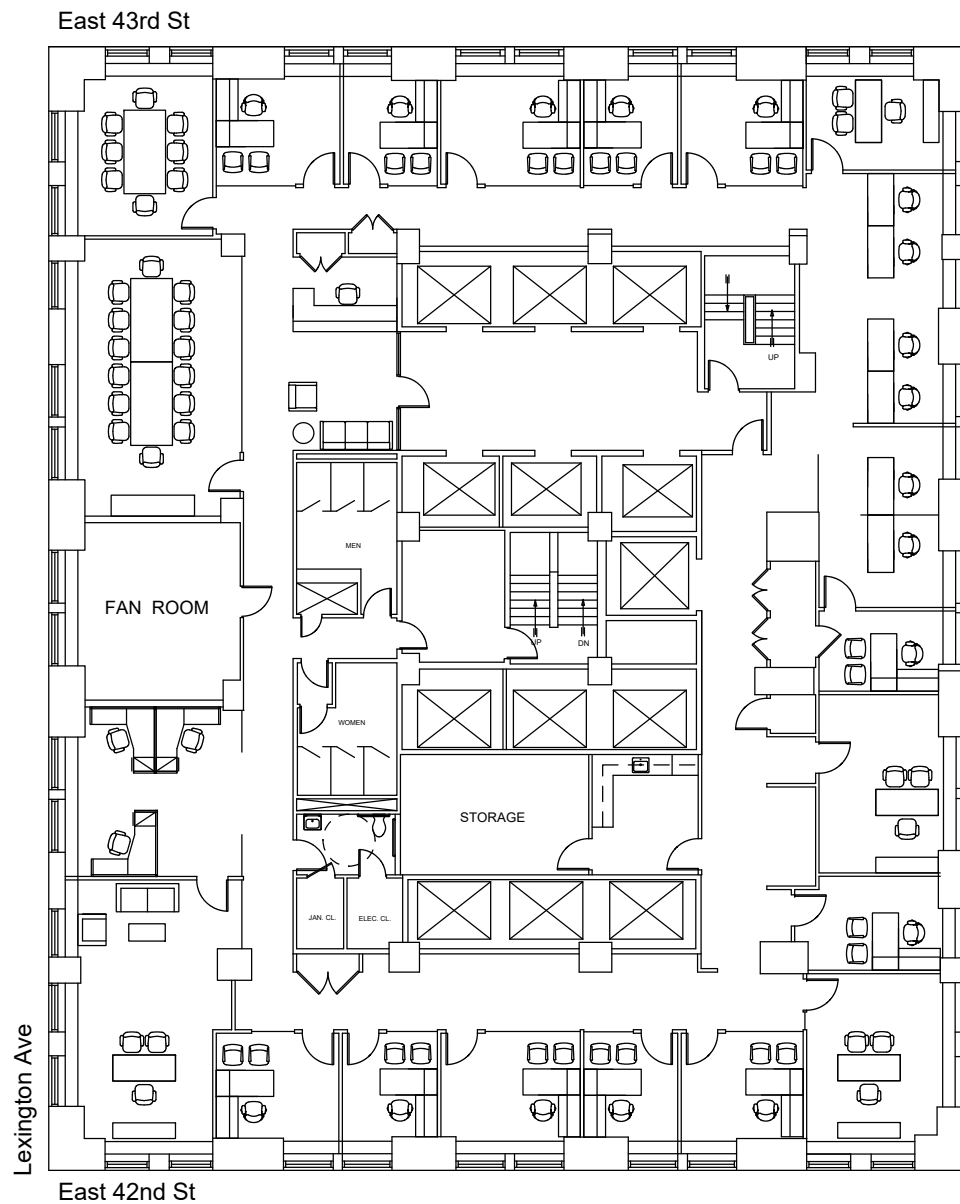 East 43rd St
UP
MEN
FAN ROOM
UP
DN
WOMEN
STORAGE
JAN. CL.
ELEC. CL.
Lexington Ave
East 42nd St